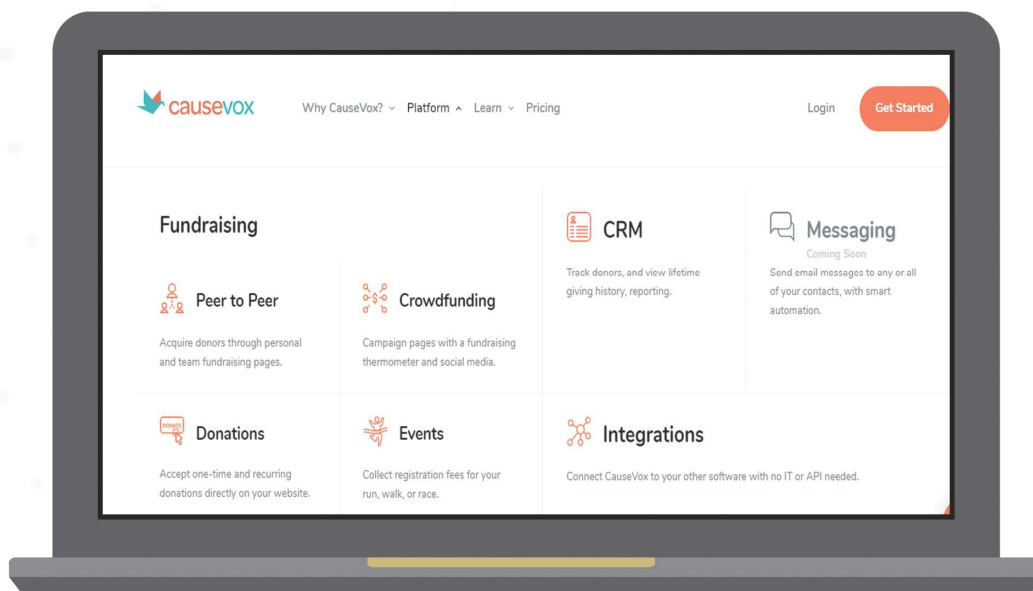 causevox
Why CauseVox?
Platform
Learn
Pricing
Login
Get Started
Fundraising
Peer to Peer
Acquire donors through personal
and team fundraising pages.
Crowdfunding
Campaign pages with a fundraising
thermometer and social media.
CRM
Track donors, and view lifetime
giving history, reporting.
Messaging
Coming Soon
Send email messages to any or all
of your contacts, with smart
automation.
DONATE
Donations
Accept one-time and recurring
donations directly on your website.
Events
Collect registration fees for your
run, walk, or race.
Integrations
Connect CauseVox to your other software with no IT or API needed.